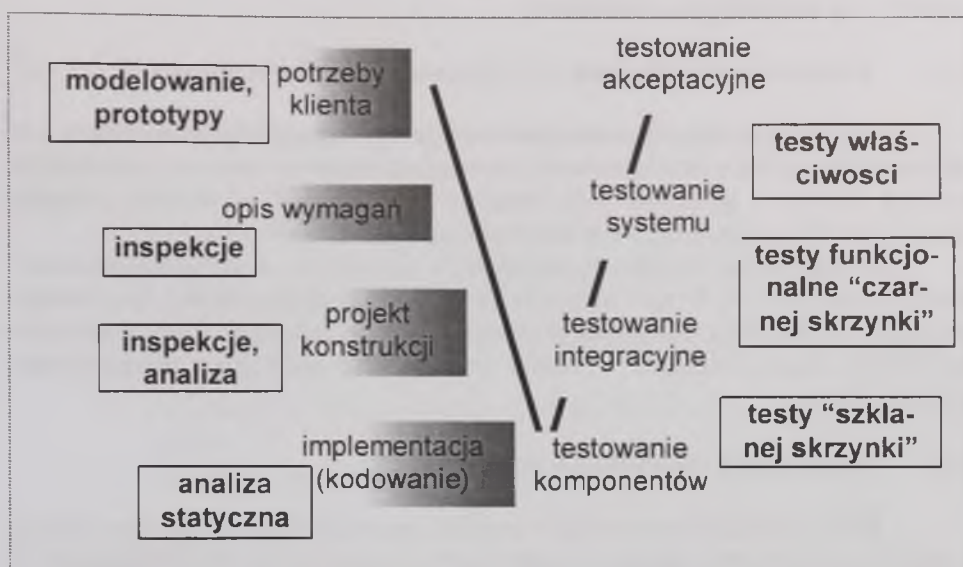 modelowanie,
prototypy
potrzeby
klienta
testowanie
akceptacyjne
testy właś-
ciwosci
opis wymagań
testowanie
systemu
inspekcje
testy funkcjo-
nalne “czar-
nej skrzynki”
projekt
konstrukcji
testowanie
integracyjne
inspekcje,
analiza
testy “szkla-
nej skrzynki”
implementacja
(kodowanie)
testowanie
komponentów
analiza
statyczna